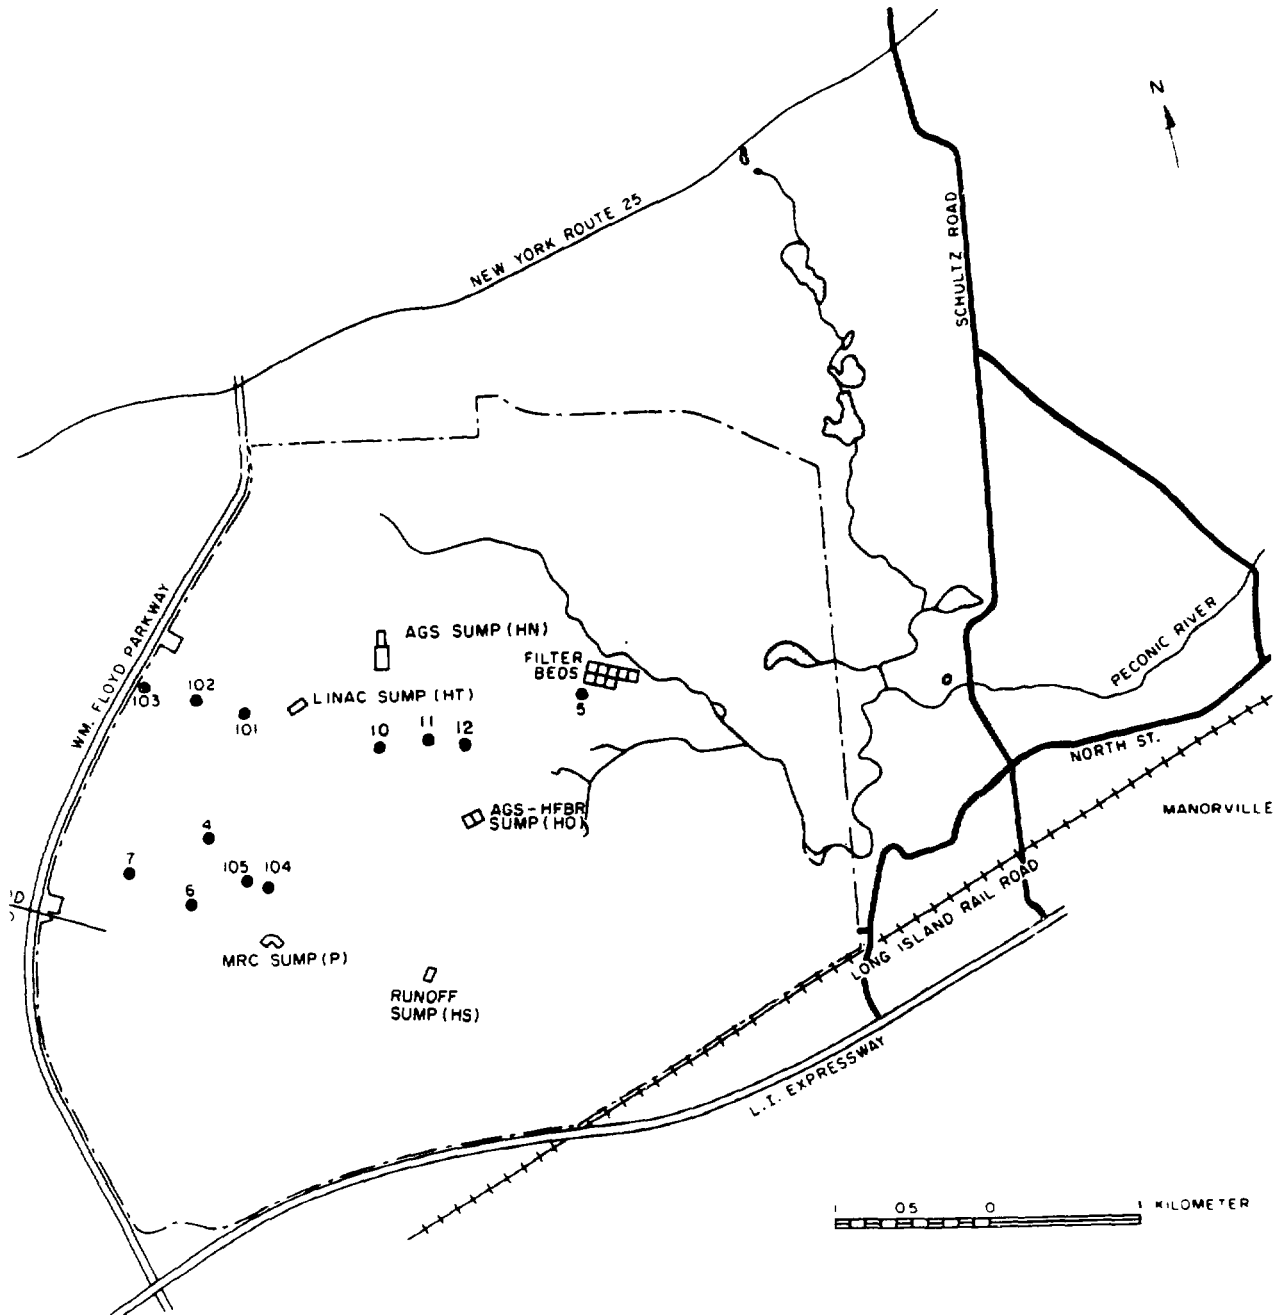 N
NEW YORK ROUTE 25
SCHULTZ ROAD
WM. FLOYD PARKWAY
AGS SUMP (HN)
FILTER
BEDS
5
103
102
101
LINAC SUMP (HT)
10
11
12
PECONIC RIVER
NORTH ST.
MANORVILLE
AGS-HFBR
SUMP (HO)
4
7
105
104
6
MRC SUMP (P)
RUNOFF
SUMP (HS)
LONG ISLAND RAIL ROAD
L.I. EXPRESSWAY
1 05 0 1 KILOMETER